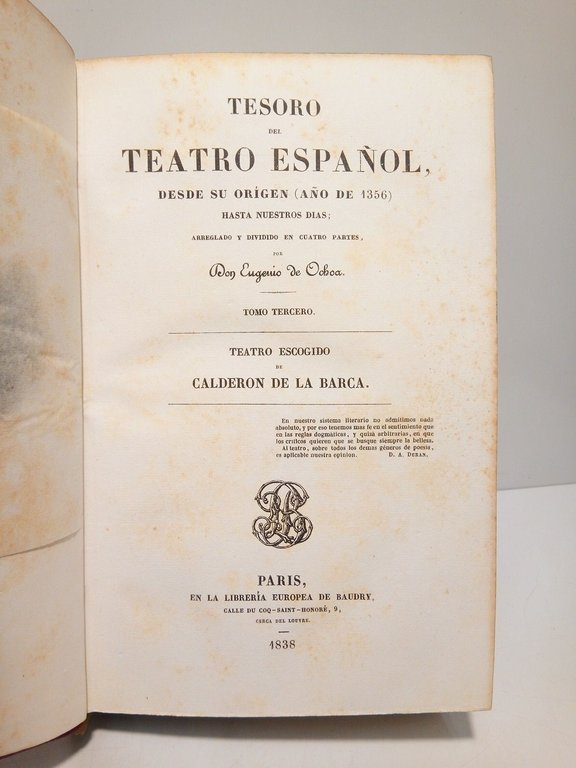 TESORO
DEL
TEATRO ESPAÑOL,
DESDE SU ORÍGEN (AÑO DE 1356)
HASTA NUESTROS DIAS;
ARREGLADO Y DIVIDIDO EN CUATRO PARTES,
POR
Don Eugenio de Ochoa.
TOMO TERCERO.
TEATRO ESCOGIDO
DE
CALDERON DE LA BARCA.
En nuestro sistema literario no admitimos nada
absoluto, y por eso tenemos mas fe en el sentimiento que
en las reglas dogmáticas, y quizá arbitrarias, en que
los críticos quieren que se busque siempre la belleza.
Al teatro, sobre todos los demas géneros de poesía,
es aplicable nuestra opinion. D. A. DURAN.
PARIS,
EN LA LIBRERÍA EUROPEA DE BAUDRY,
CALLE DU COQ-SAINT-HONORÉ, 9,
CERCA DEL LOUVRE.
1838